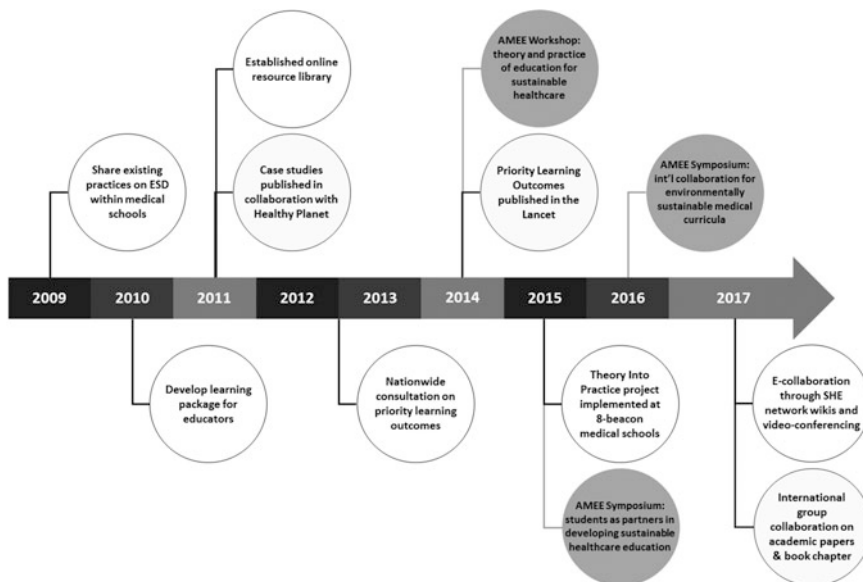 Established online
resource library
AMEE Workshop:
theory and practice
of education for
sustainable
healthcare
Share existing
practices on ESD
within medical
schools
Case studies
published in
collaboration with
Healthy Planet
Priority Learning
Outcomes
published in the
Lancet
AMEE Symposium:
int'l collaboration for
environmentally
sustainable medical
curricula
2009
2010
2011
2012
2013
2014
2015
2016
2017
Develop learning
package for
educators
Nationwide
consultation on
priority learning
outcomes
Theory Into
Practice project
implemented at
8-beacon
medical schools
E-collaboration
through SHE
network wikis and
video-conferencing
AMEE Symposium:
students as partners in
developing sustainable
healthcare education
International
group
collaboration on
academic papers
& book chapter